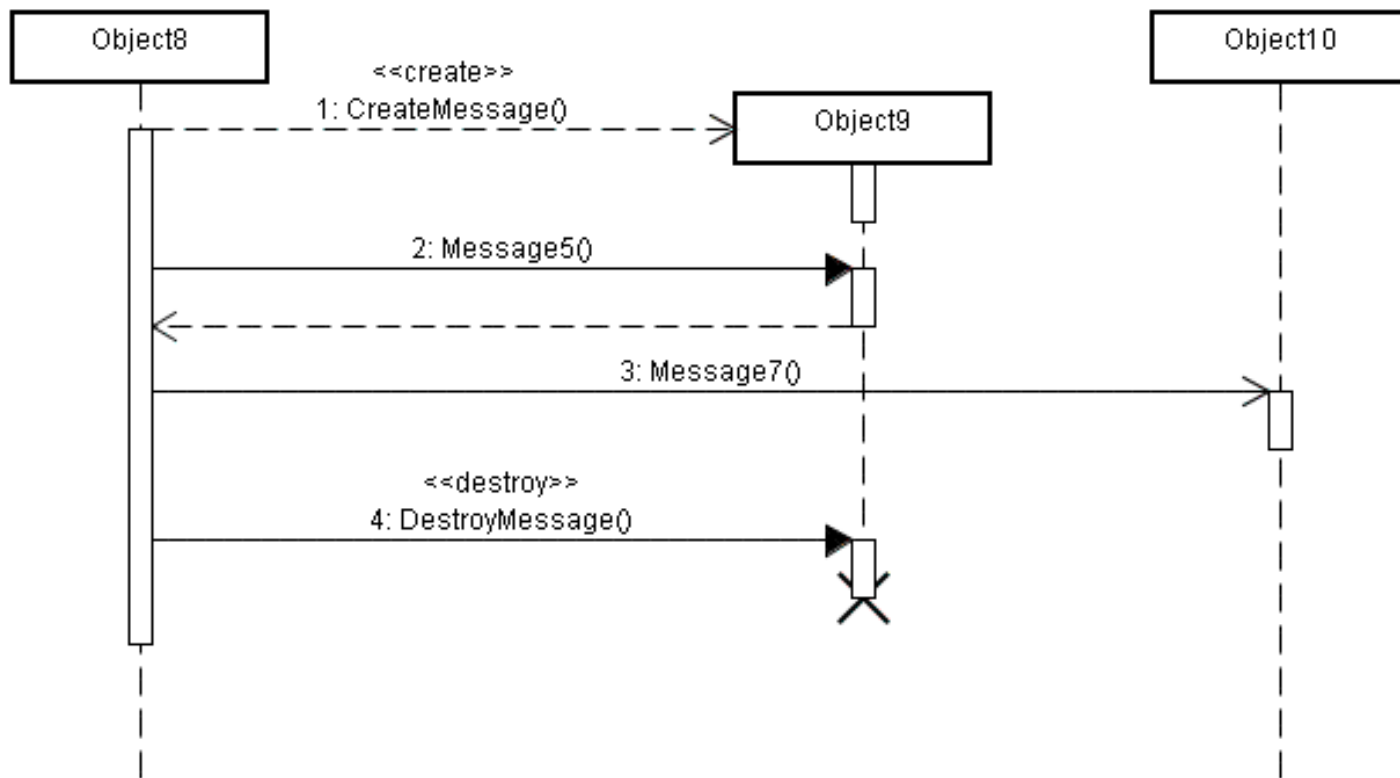 Object8
Object10
<<create>>
1: CreateMessage()
Object9
2: Message5()
3: Message7()
<<destroy>>
4: DestroyMessage()